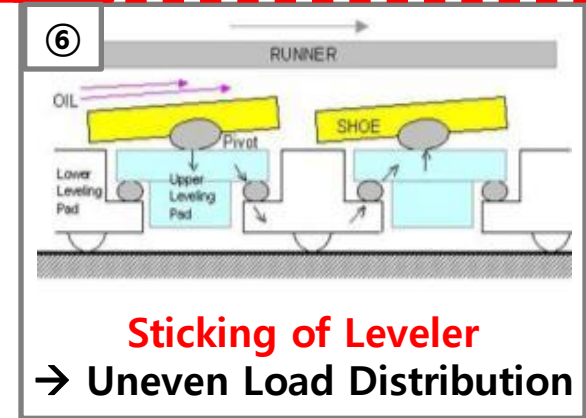 ⑥
RUNNER
OIL
SHOE
Pivot
Lower
Leveling
Pad
Upper
Leveling
Pad
Sticking of Leveler
→ Uneven Load Distribution